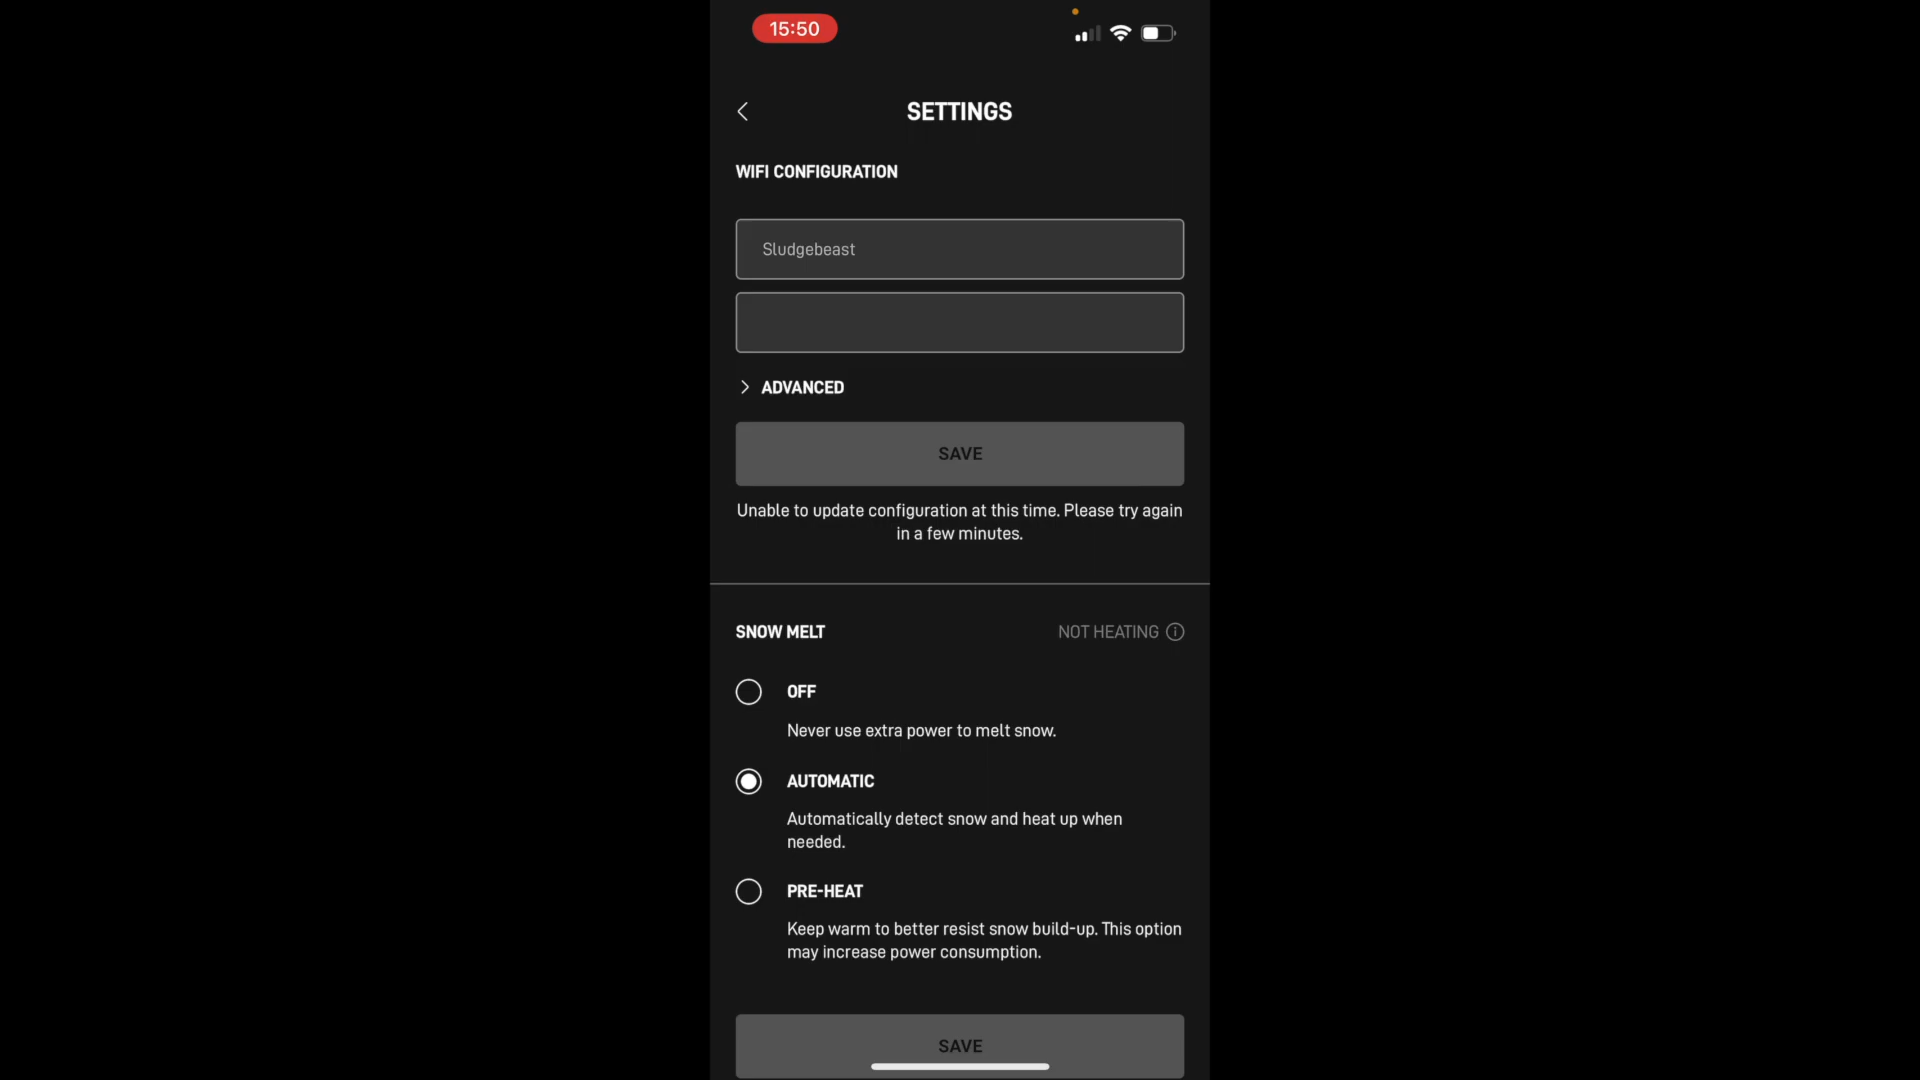 15:50
SETTINGS
WIFI CONFIGURATION
Sludgebeast
ADVANCED
SAVE
Unable to update configuration at this time. Please try again
in a few minutes.
SNOW MELT
NOT HEATING
OFF
Never use extra power to melt snow.
AUTOMATIC
Automatically detect snow and heat up when
needed.
PRE-HEAT
Keep warm to better resist snow build-up. This option
may increase power consumption.
SAVE